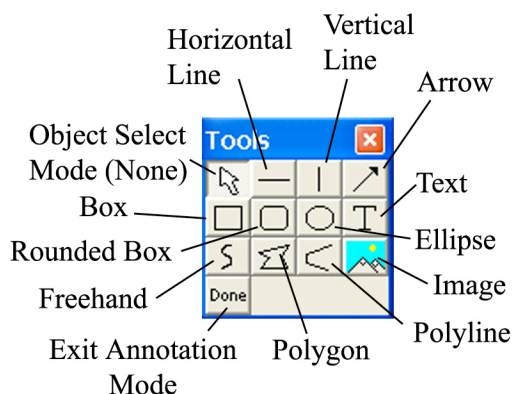 Horizontal
Line
Vertical
Line
Arrow
Object Select
Mode (None)
Tools
Text
Box
Rounded Box
Ellipse
Freehand
Image
Done
Polyline
Exit Annotation
Mode
Polygon